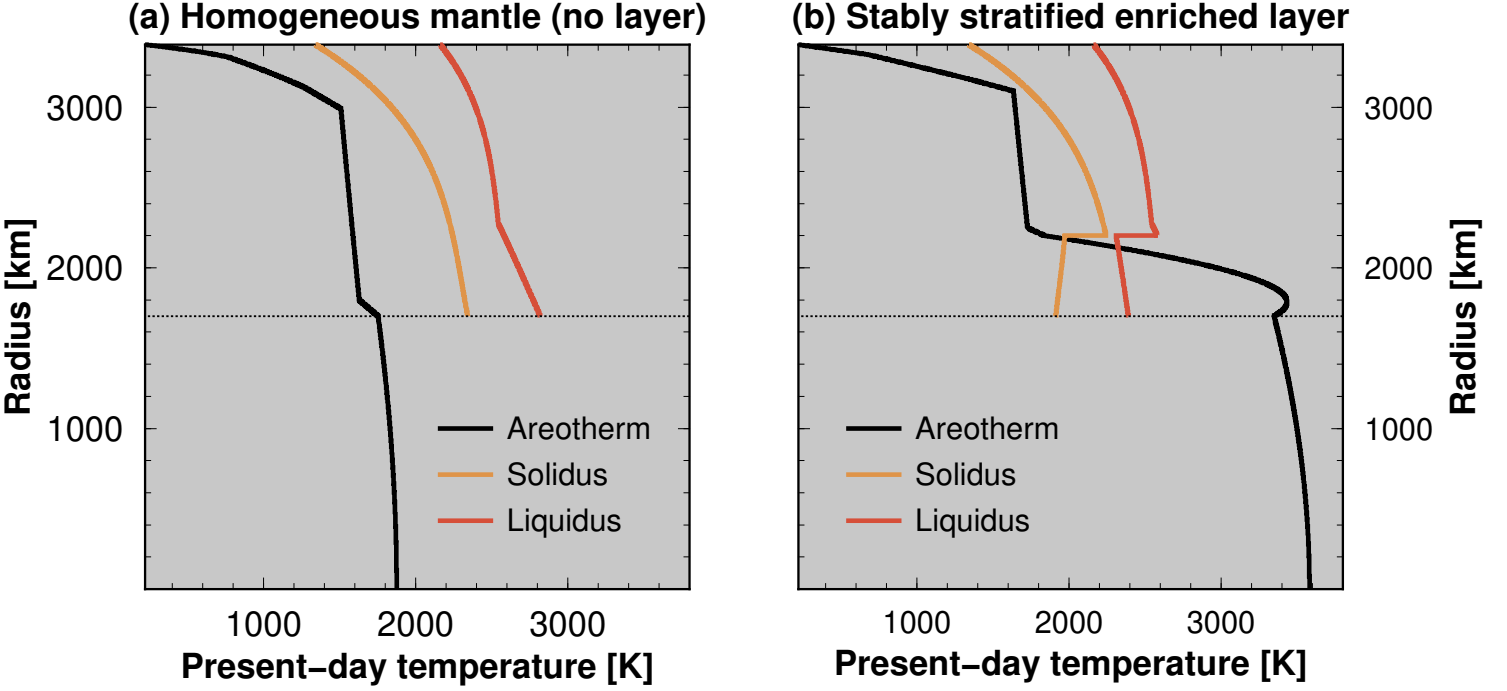 (a) Homogeneous mantle (no layer)
(b) Stably stratified enriched layer
3000
2000
1000
Radius [km]
Areotherm
Solidus
Liquidus
1000
2000
3000
Present−day temperature [K]
Areotherm
Solidus
Liquidus
3000
2000
1000
Radius [km]
1000
2000
3000
Present−day temperature [K]